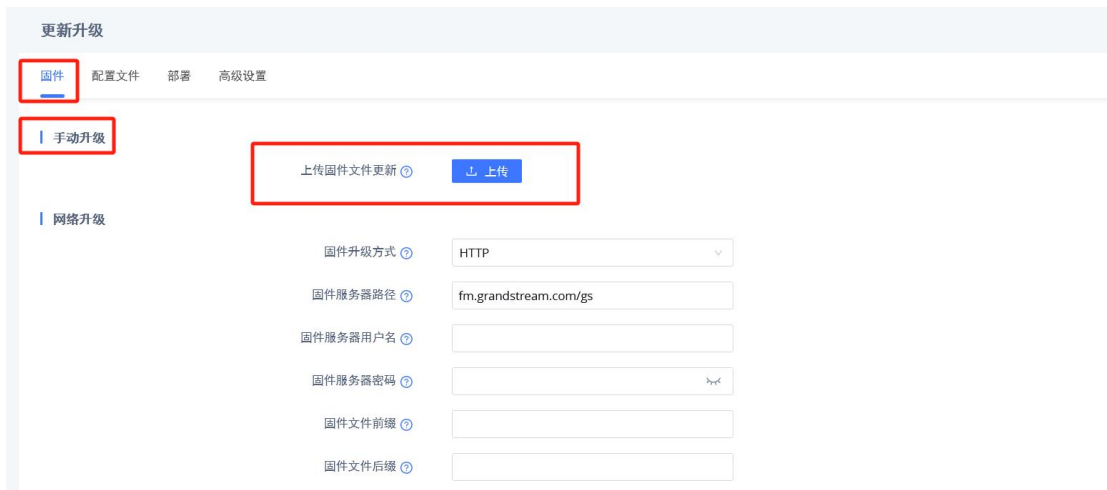 更新升级
固件 配置文件 部署 高级设置
手动升级
上传固件文件更新 上传
网络升级
固件升级方式 HTTP
固件服务器路径 fm.grandstream.com/gs
固件服务器用户名
固件服务器密码
固件文件前缀
固件文件后缀